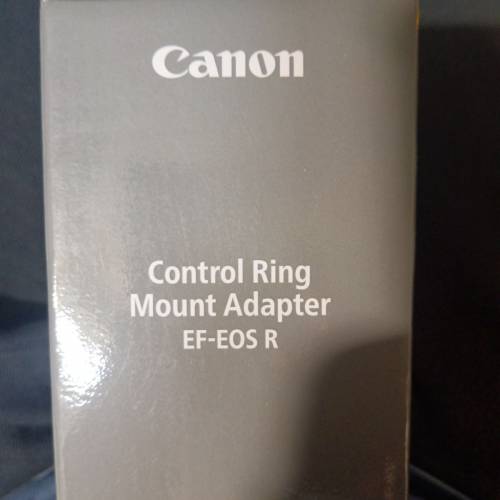 Canon
Control Ring
Mount Adapter
EF-EOS R